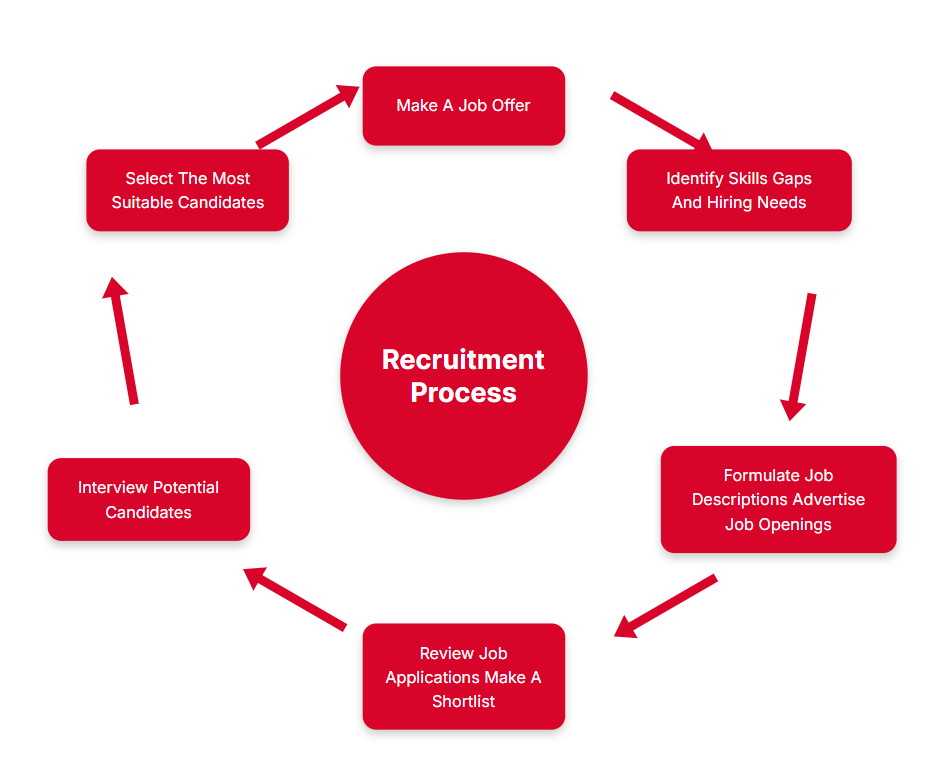 Make A Job Offer
Select The Most
Suitable Candidates
Identify Skills Gaps
And Hiring Needs
Recruitment
Process
Interview Potential
Candidates
Formulate Job
Descriptions Advertise
Job Openings
Review Job
Applications Make A
Shortlist